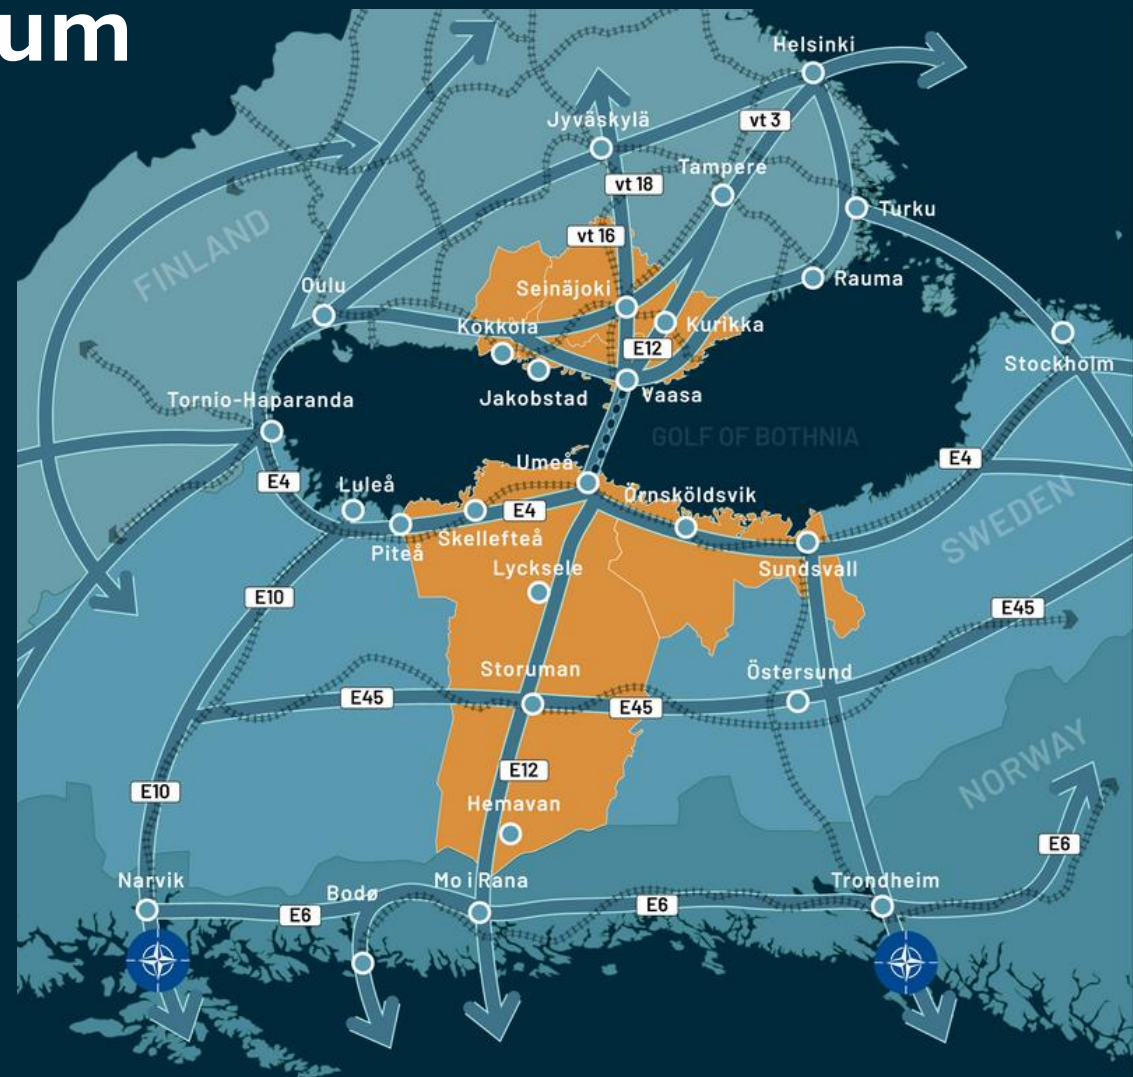 um
Helsinki
vt 3
Jyväskylä
Tampere
vt 18
Turku
vt 16
FINLAND
Rauma
Oulu
Seinäjoki
Kokkola
Kurikka
E12
Stockholm
Tornio-Haparanda
Jakobstad
Vaasa
GOLF OF BOTHNIA
E4
Umeå
E4
Luleå
Örnsköldsvik
E4
SWEDEN
Piteå
Skellefteå
Lycksele
Sundsvall
E10
E45
Storuman
Östersund
E45
E45
E12
NORWAY
E10
Hemavan
E6
Narvik
Bodø
Mo i Rana
Trondheim
E6
E6